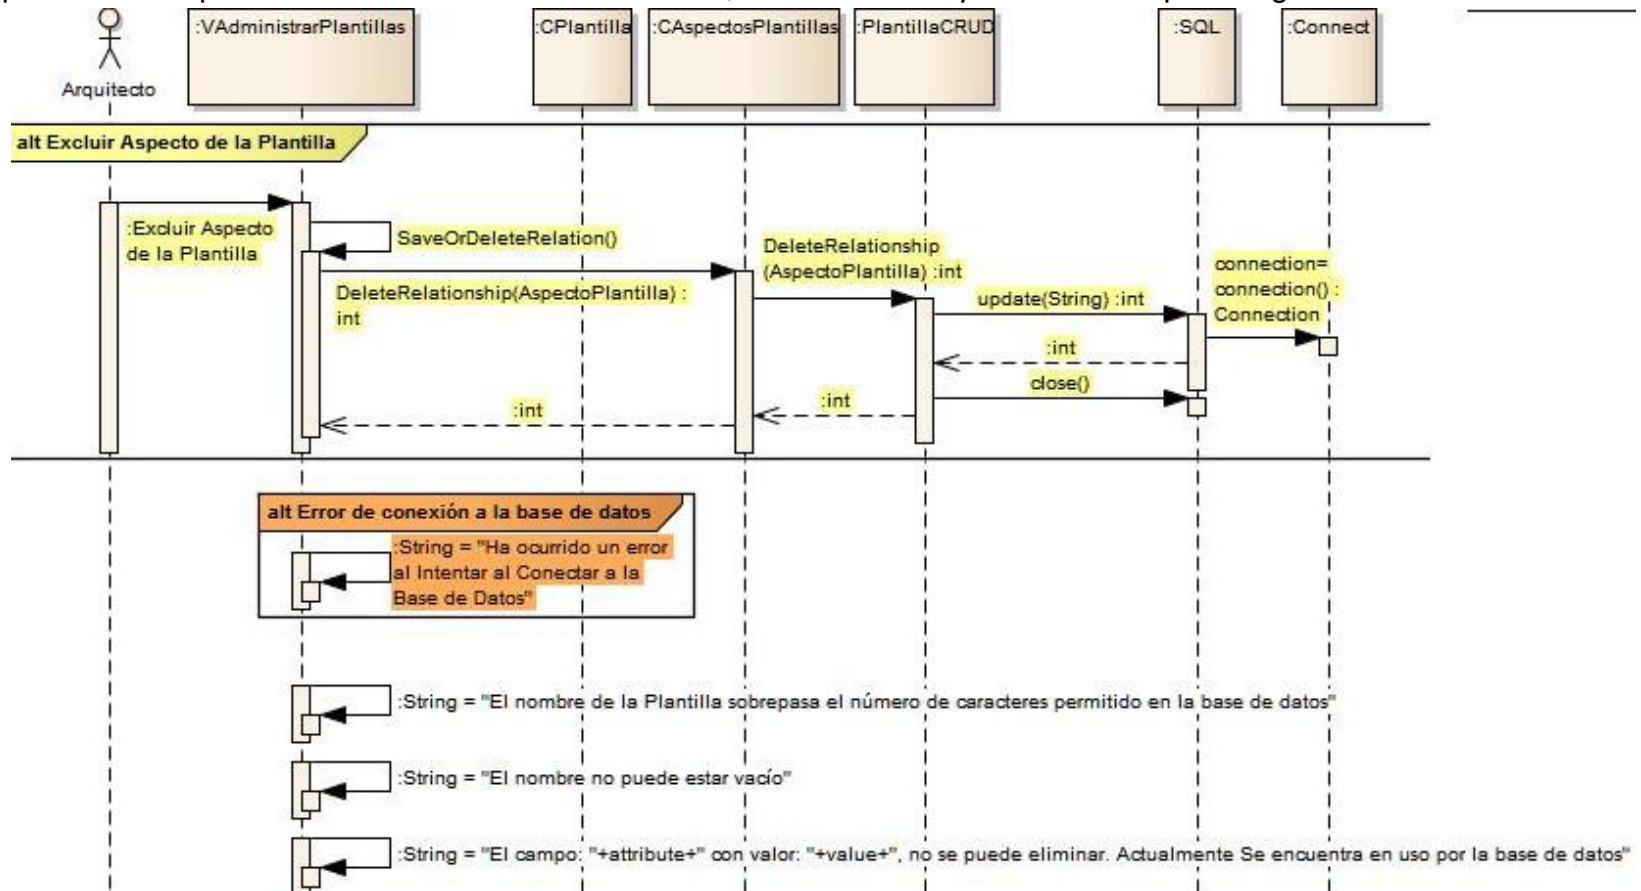 :VAdministrarPlantillas
:CPlantilla
:CAspectosPlantillas
:PlantillaCRUD
:SQL
:Connect
Arquitecto
alt Excluir Aspecto de la Plantilla
:Excluir Aspecto
de la Plantilla
SaveOrDeleteRelation()
DeleteRelationship(AspectoPlantilla) :
int
DeleteRelationship
(AspectoPlantilla) :int
update(String) :int
connection=
connection() :
Connection
:int
close()
:int
:int
alt Error de conexión a la base de datos
:String = "Ha ocurrido un error
al Intentar al Conectar a la
Base de Datos"
:String = "El nombre de la Plantilla sobrepasa el número de caracteres permitido en la base de datos"
:String = "El nombre no puede estar vacío"
:String = "El campo: "+attribute+" con valor: "+value+", no se puede eliminar. Actualmente Se encuentra en uso por la base de datos"